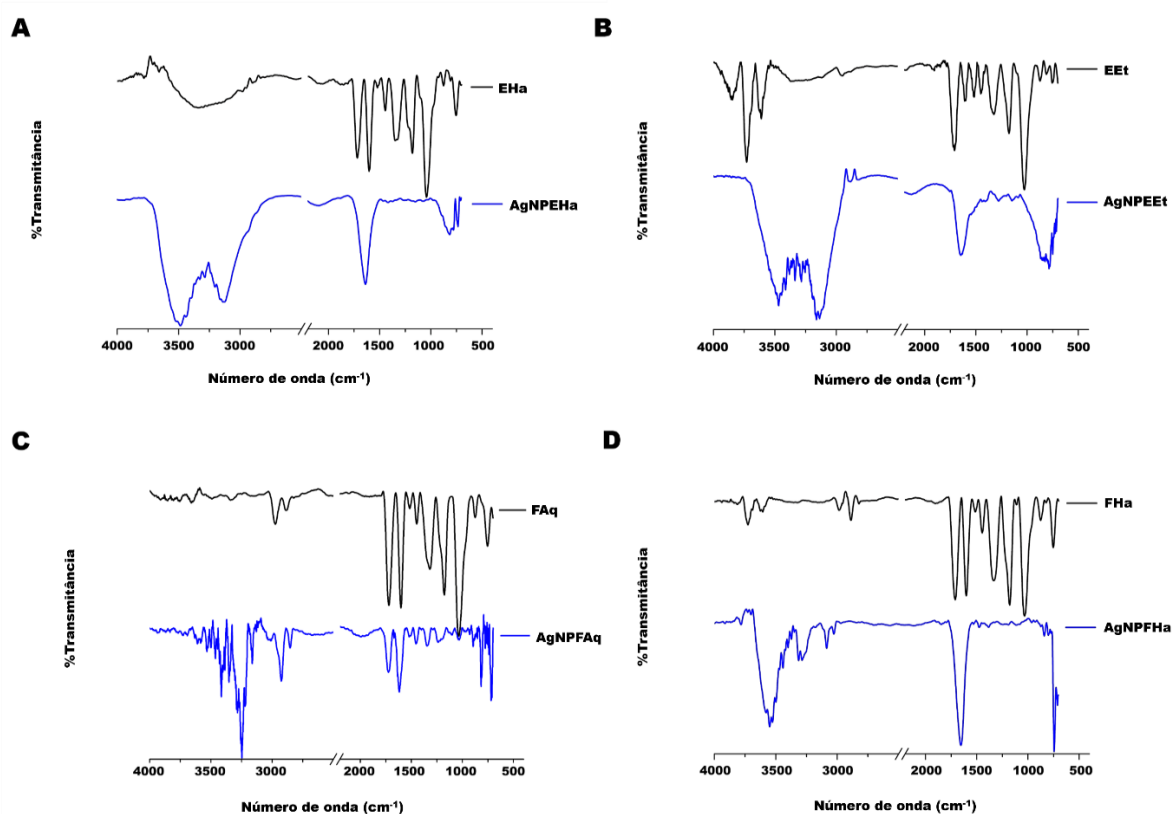 A
%Transmitância
EHa
AgNPEHa
4000 3500 3000 2000 1500 1000 500
Número de onda (cm⁻¹)
B
%Transmitância
EEt
AgNPEEt
4000 3500 3000 2000 1500 1000 500
Número de onda (cm⁻¹)
C
%Transmitância
FAq
AgNPFAq
4000 3500 3000 2000 1500 1000 500
Número de onda (cm⁻¹)
D
%Transmitância
FHa
AgNPFHa
4000 3500 3000 2000 1500 1000 500
Número de onda (cm⁻¹)